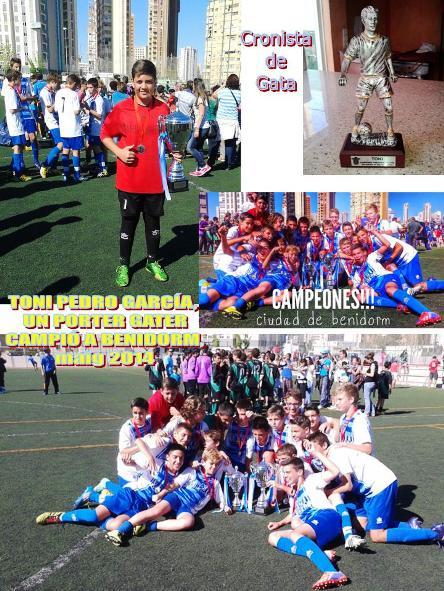 Cronista
de
Gata
TONI
CAMPEONES!!!
ciudad de benidorm
TONI PEDRO GARCÍA,
UN PORTER GATER
CAMPIÓ A BENIDORM
maig 2014